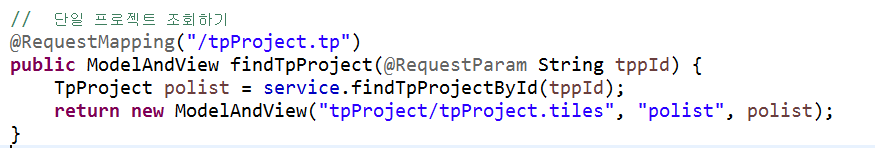 //  단일 프로젝트 조회하기
@RequestMapping("/tpProject.tp")
public ModelAndView findTpProject(@RequestParam String tppId) {
    TpProject polist = service.findTpProjectById(tppId);
    return new ModelAndView("tpProject/tpProject.tiles", "polist", polist);
}